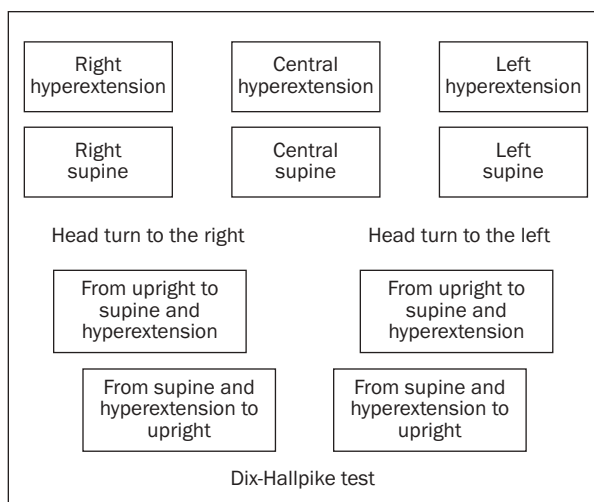 Right
hyperextension
Central
hyperextension
Left
hyperextension
Right
supine
Central
supine
Left
supine
Head turn to the right
Head turn to the left
From upright to
supine and
hyperextension
From upright to
supine and
hyperextension
From supine and
hyperextension to
upright
From supine and
hyperextension to
upright
Dix-Hallpike test